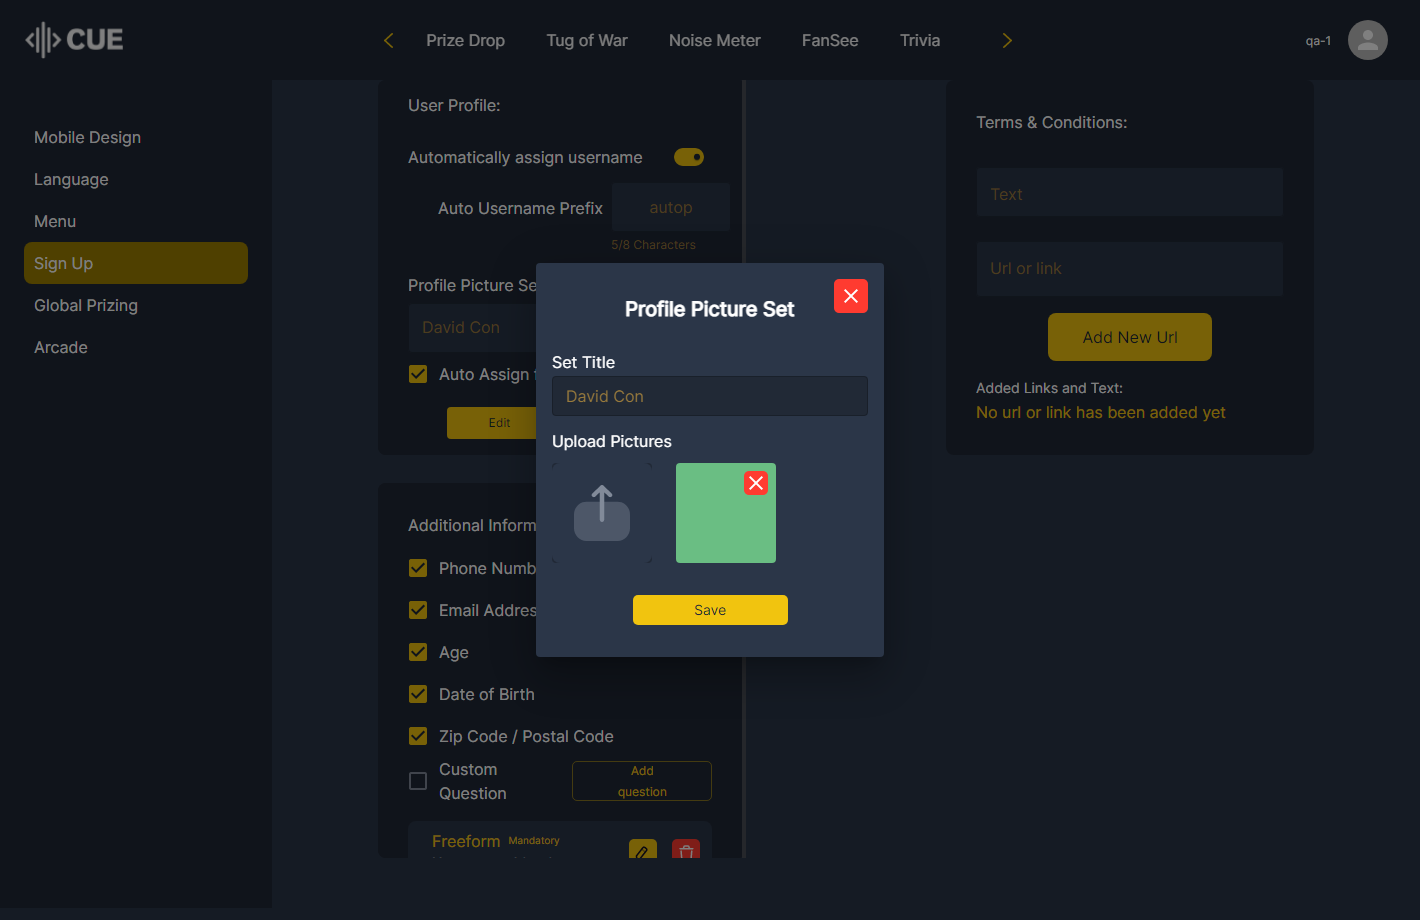 CUE
Prize Drop
Tug of War
Noise Meter
FanSee
Trivia
qa-1
Mobile Design
Language
Menu
Sign Up
Global Prizing
Arcade
User Profile:
Automatically assign username
Auto Username Prefix
autop
5/8 Characters
Profile Picture Se
David Con
Auto Assign
Edit
Additional Inform
Phone Numb
Email Addres
Age
Date of Birth
Zip Code / Postal Code
Custom
Question
Add
question
Freeform Mandatory
Profile Picture Set
Set Title
David Con
Upload Pictures
Save
Terms & Conditions:
Text
Url or link
Add New Url
Added Links and Text:
No url or link has been added yet